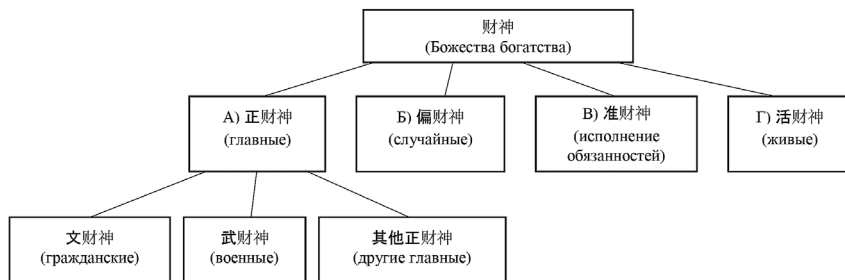 财神
(Божества богатства)
А) 正财神
(главные)
Б) 偏财神
(случайные)
В) 准财神
(исполнение
обязанностей)
Г) 活财神
(живые)
文财神
(гражданские)
武财神
(военные)
其他正财神
(другие главные)